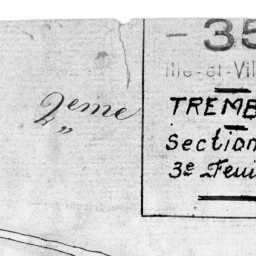 2eme
- 35
Ille-et-Vil
TREMB
Section
3e Feui